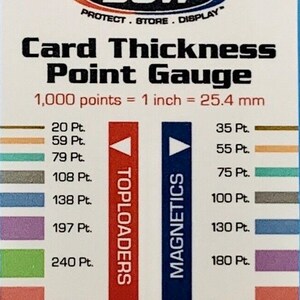 PROTECT · STORE · DISPLAY™
Card Thickness
Point Gauge
1,000 points = 1 inch = 25.4 mm
20 Pt.
59 Pt.
79 Pt.
108 Pt.
138 Pt.
197 Pt.
240 Pt.
TOPLOADERS
MAGNETICS
35 Pt.
55 Pt.
75 Pt.
100 Pt.
130 Pt.
180 Pt.